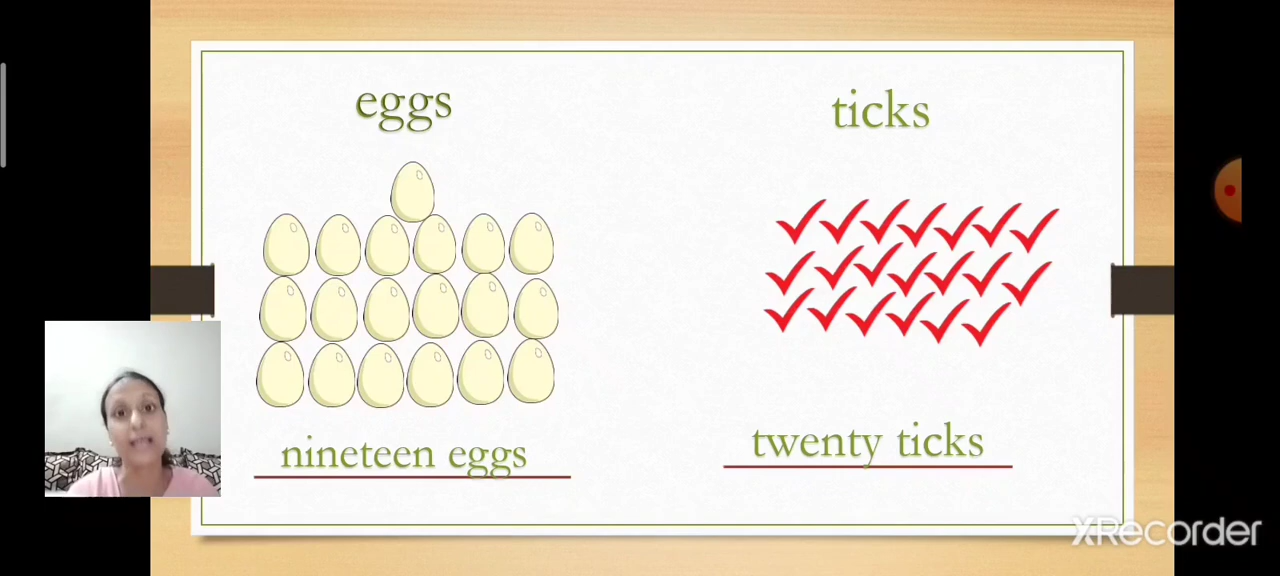 eggs
ticks
nineteen eggs
twenty ticks
XRecorder